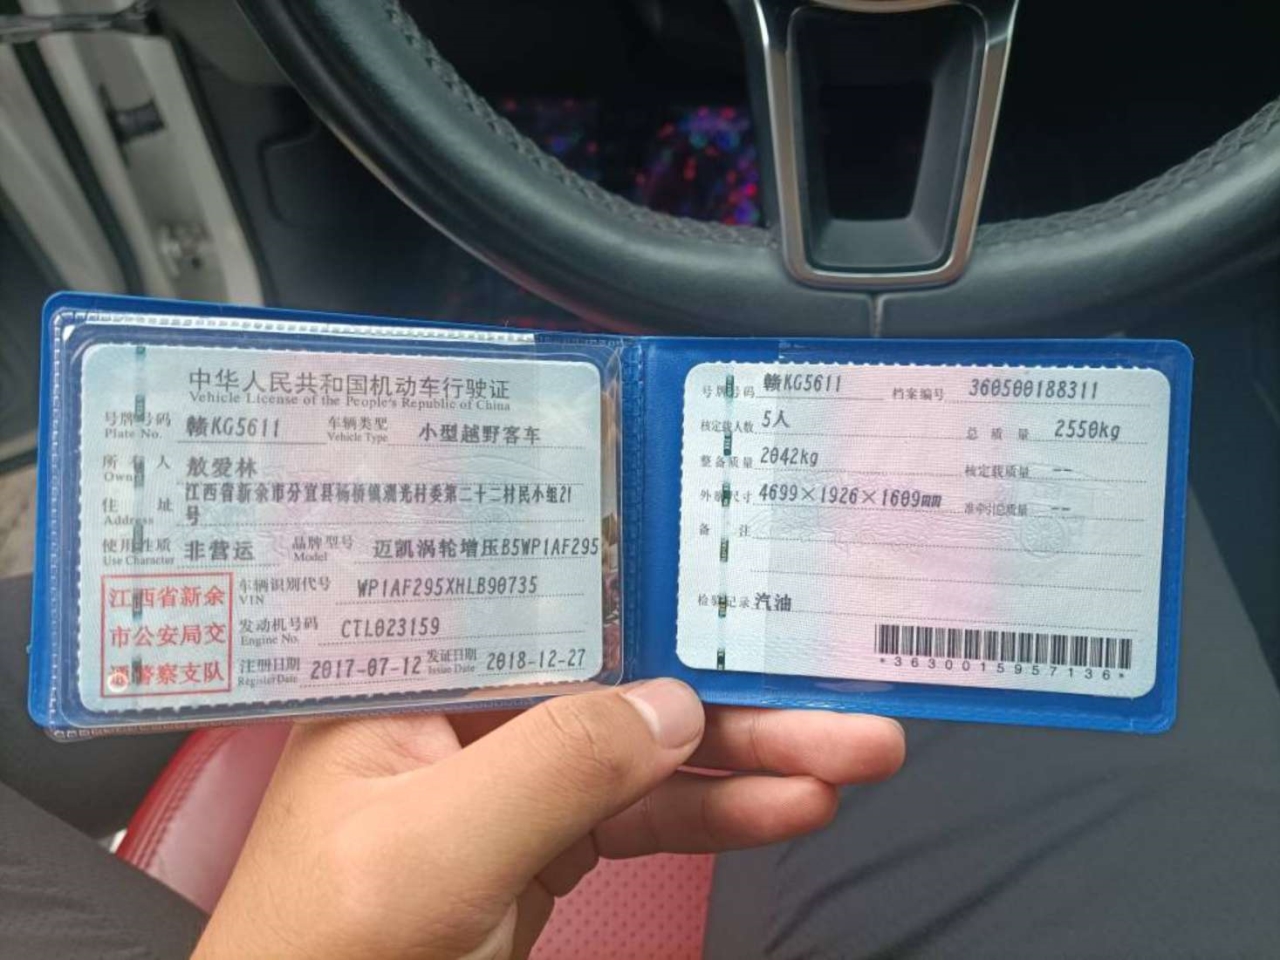 中华人民共和国机动车行驶证
Vehicle License of the People's Republic of China
号牌号码 赣KG5611 车辆类型 小型越野客车
Plate No. Vehicle Type
所有人 敖爱林
Owner
住址 江西省新余市分宜县杨桥镇观光村委第二十二村民小组21
号
Address
使用性质 非营运 品牌型号 迈凯涡轮增压B5WP1AF295
Use Character Model
江西省新余
市公安局交
通警察支队
车辆识别代号 WP1AF295XHLB90735
VIN
发动机号码 CTL023159
Engine No.
注册日期 2017-07-12 发证日期 2018-12-27
Register Date Issue Date
号牌号码 赣KG5611 档案编号 360500188311
核定载人数 5人 总质量 2550kg
整备质量 2042kg 核定载质量 --
外廓尺寸 4699×1926×1609mm 准牵引总质量 --
备注
检验记录 汽油
*3630015957136*